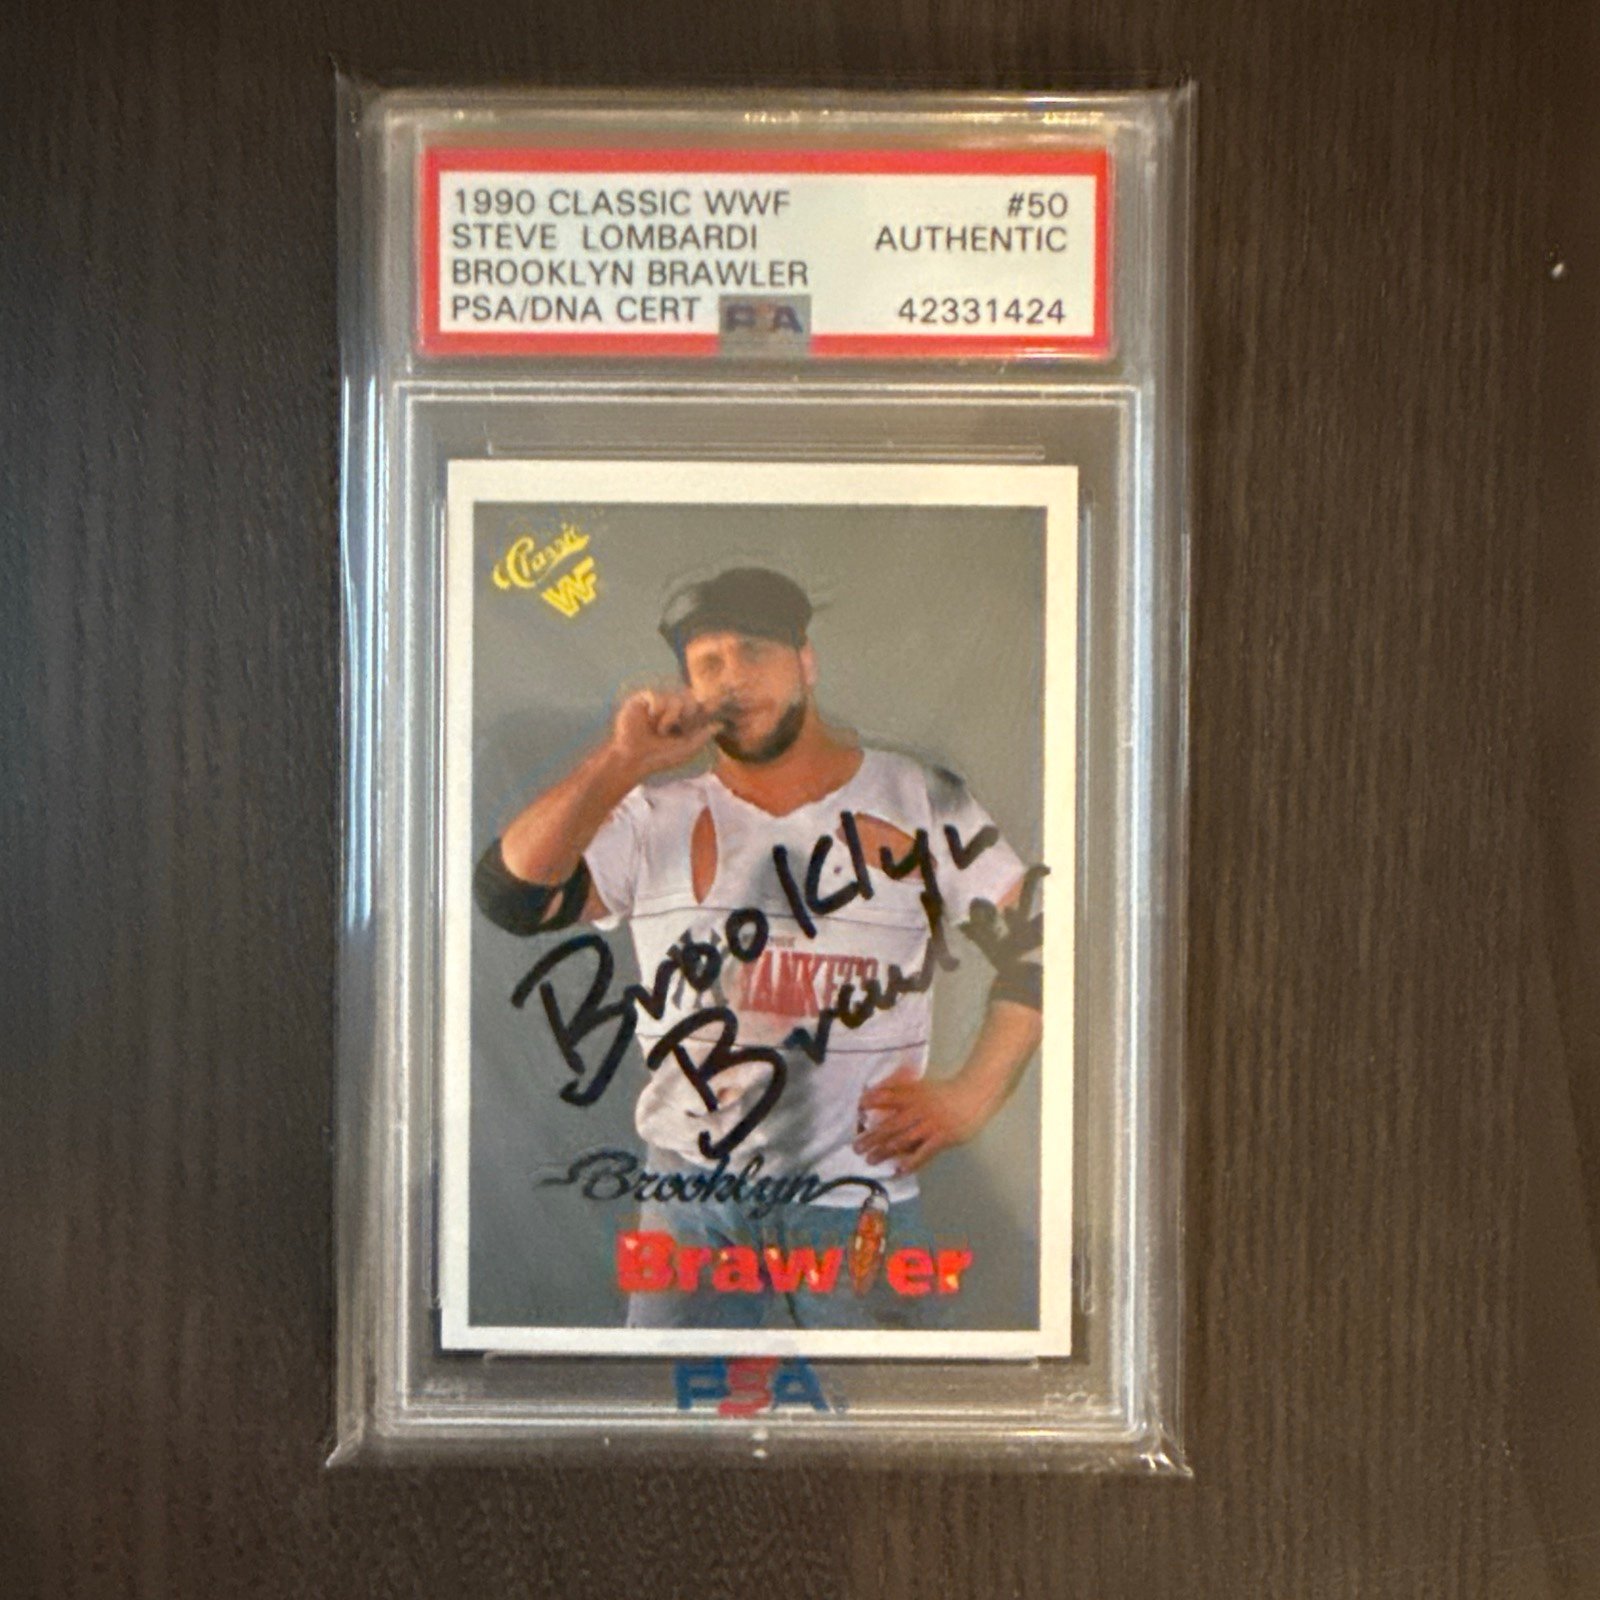 1990 CLASSIC WWF #50
STEVE LOMBARDI AUTHENTIC
BROOKLYN BRAWLER
PSA/DNA CERT PSA 42331424
Classic
WF
Brooklyn
YANKEES
Brawler
Brooklyn
Brawler
PSA